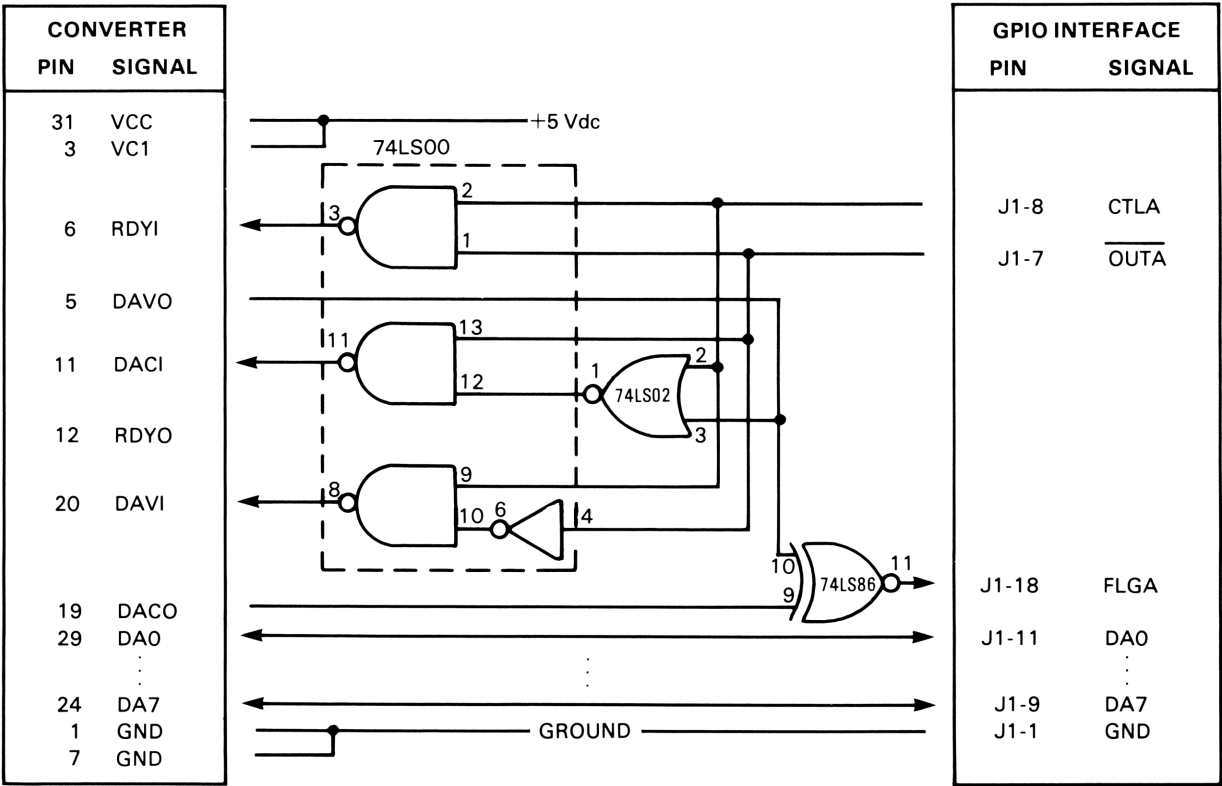 CONVERTER
PIN SIGNAL
31 VCC
3 VC1
6 RDYI
5 DAVO
11 DACI
12 RDYO
20 DAVI
19 DACO
29 DA0
24 DA7
1 GND
7 GND
+5 Vdc
74LS00
3
2
1
11
13
12
1
74LS02
2
3
8
9
10
6
4
10
9
74LS86
11
GROUND
GPIO INTERFACE
PIN SIGNAL
J1-8 CTLA
J1-7 OUTA
J1-18 FLGA
J1-11 DA0
J1-9 DA7
J1-1 GND